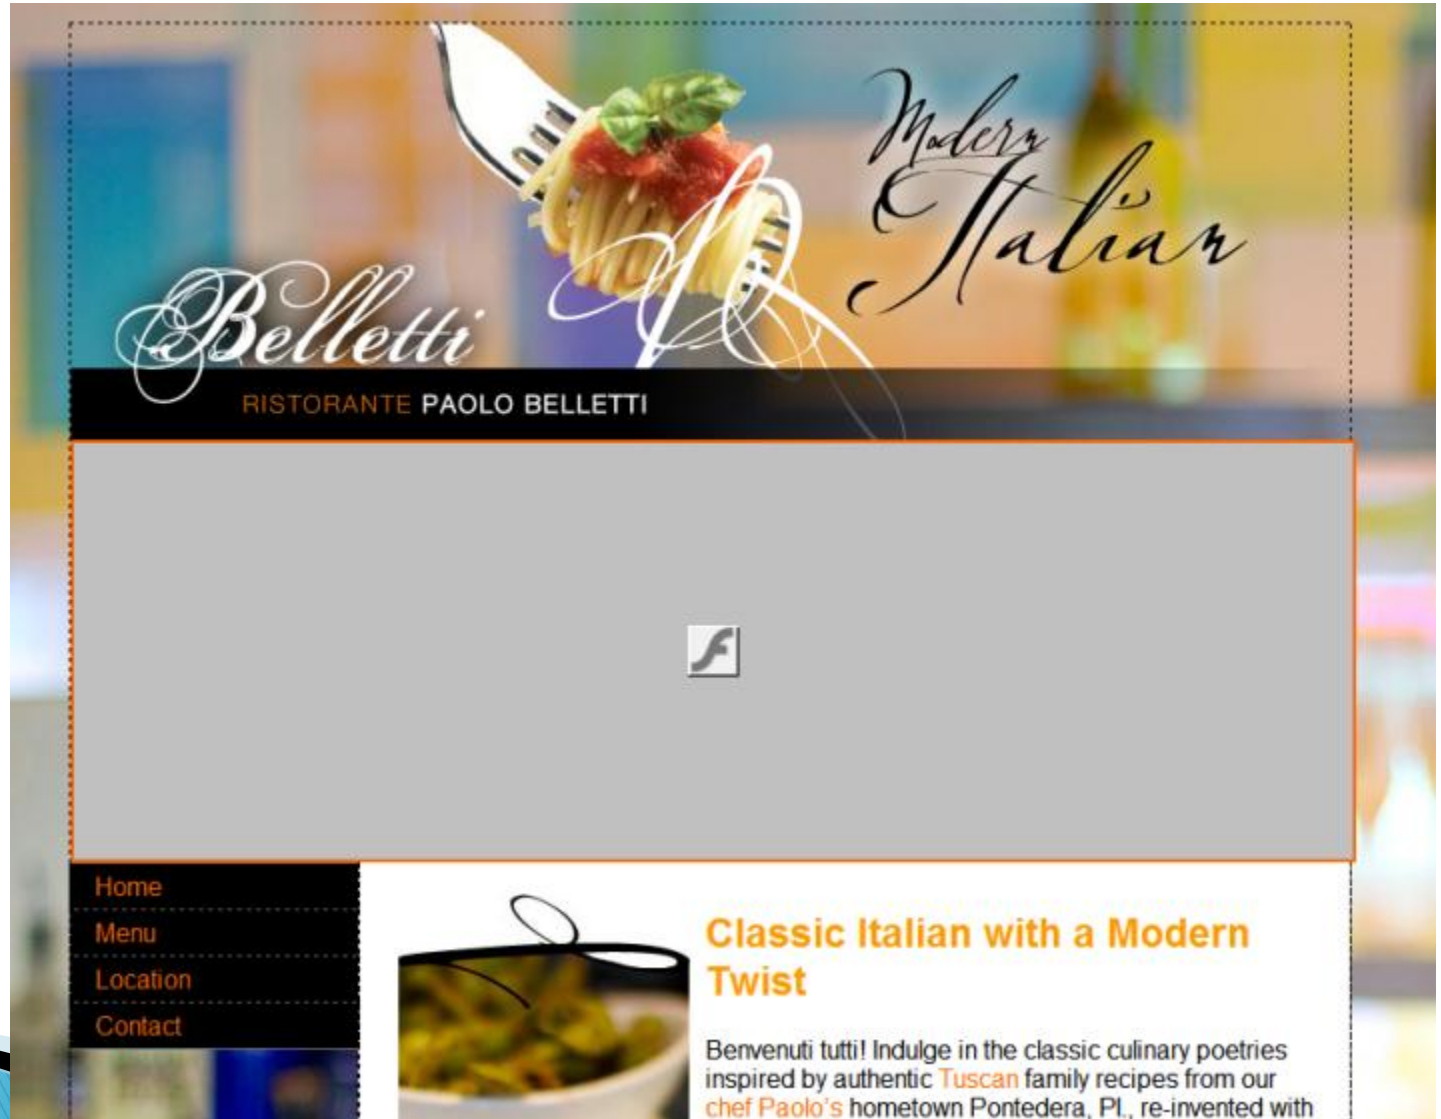 Modern
Italian
Belletti
RISTORANTE PAOLO BELLETTI
Home
Menu
Location
Contact
Classic Italian with a Modern
Twist
Benvenuti tutti! Indulge in the classic culinary poetries
inspired by authentic Tuscan family recipes from our
chef Paolo's hometown Pontedera, PI., re-invented with